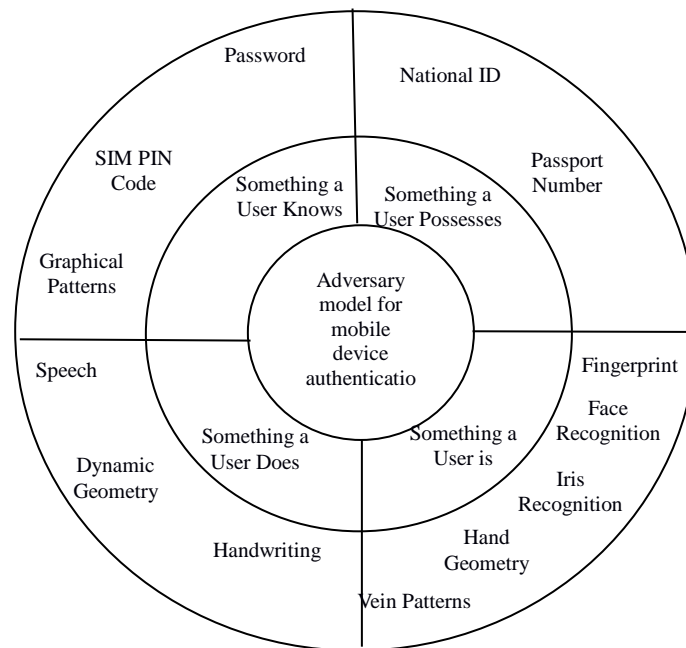 Password
National ID
SIM PIN
Code
Passport
Number
Something a
User Knows
Something a
User Possesses
Graphical
Patterns
Adversary
model for
mobile
device
authenticatio
Speech
Fingerprint
Face
Recognition
Something a
User Does
Something a
User is
Dynamic
Geometry
Iris
Recognition
Handwriting
Hand
Geometry
Vein Patterns